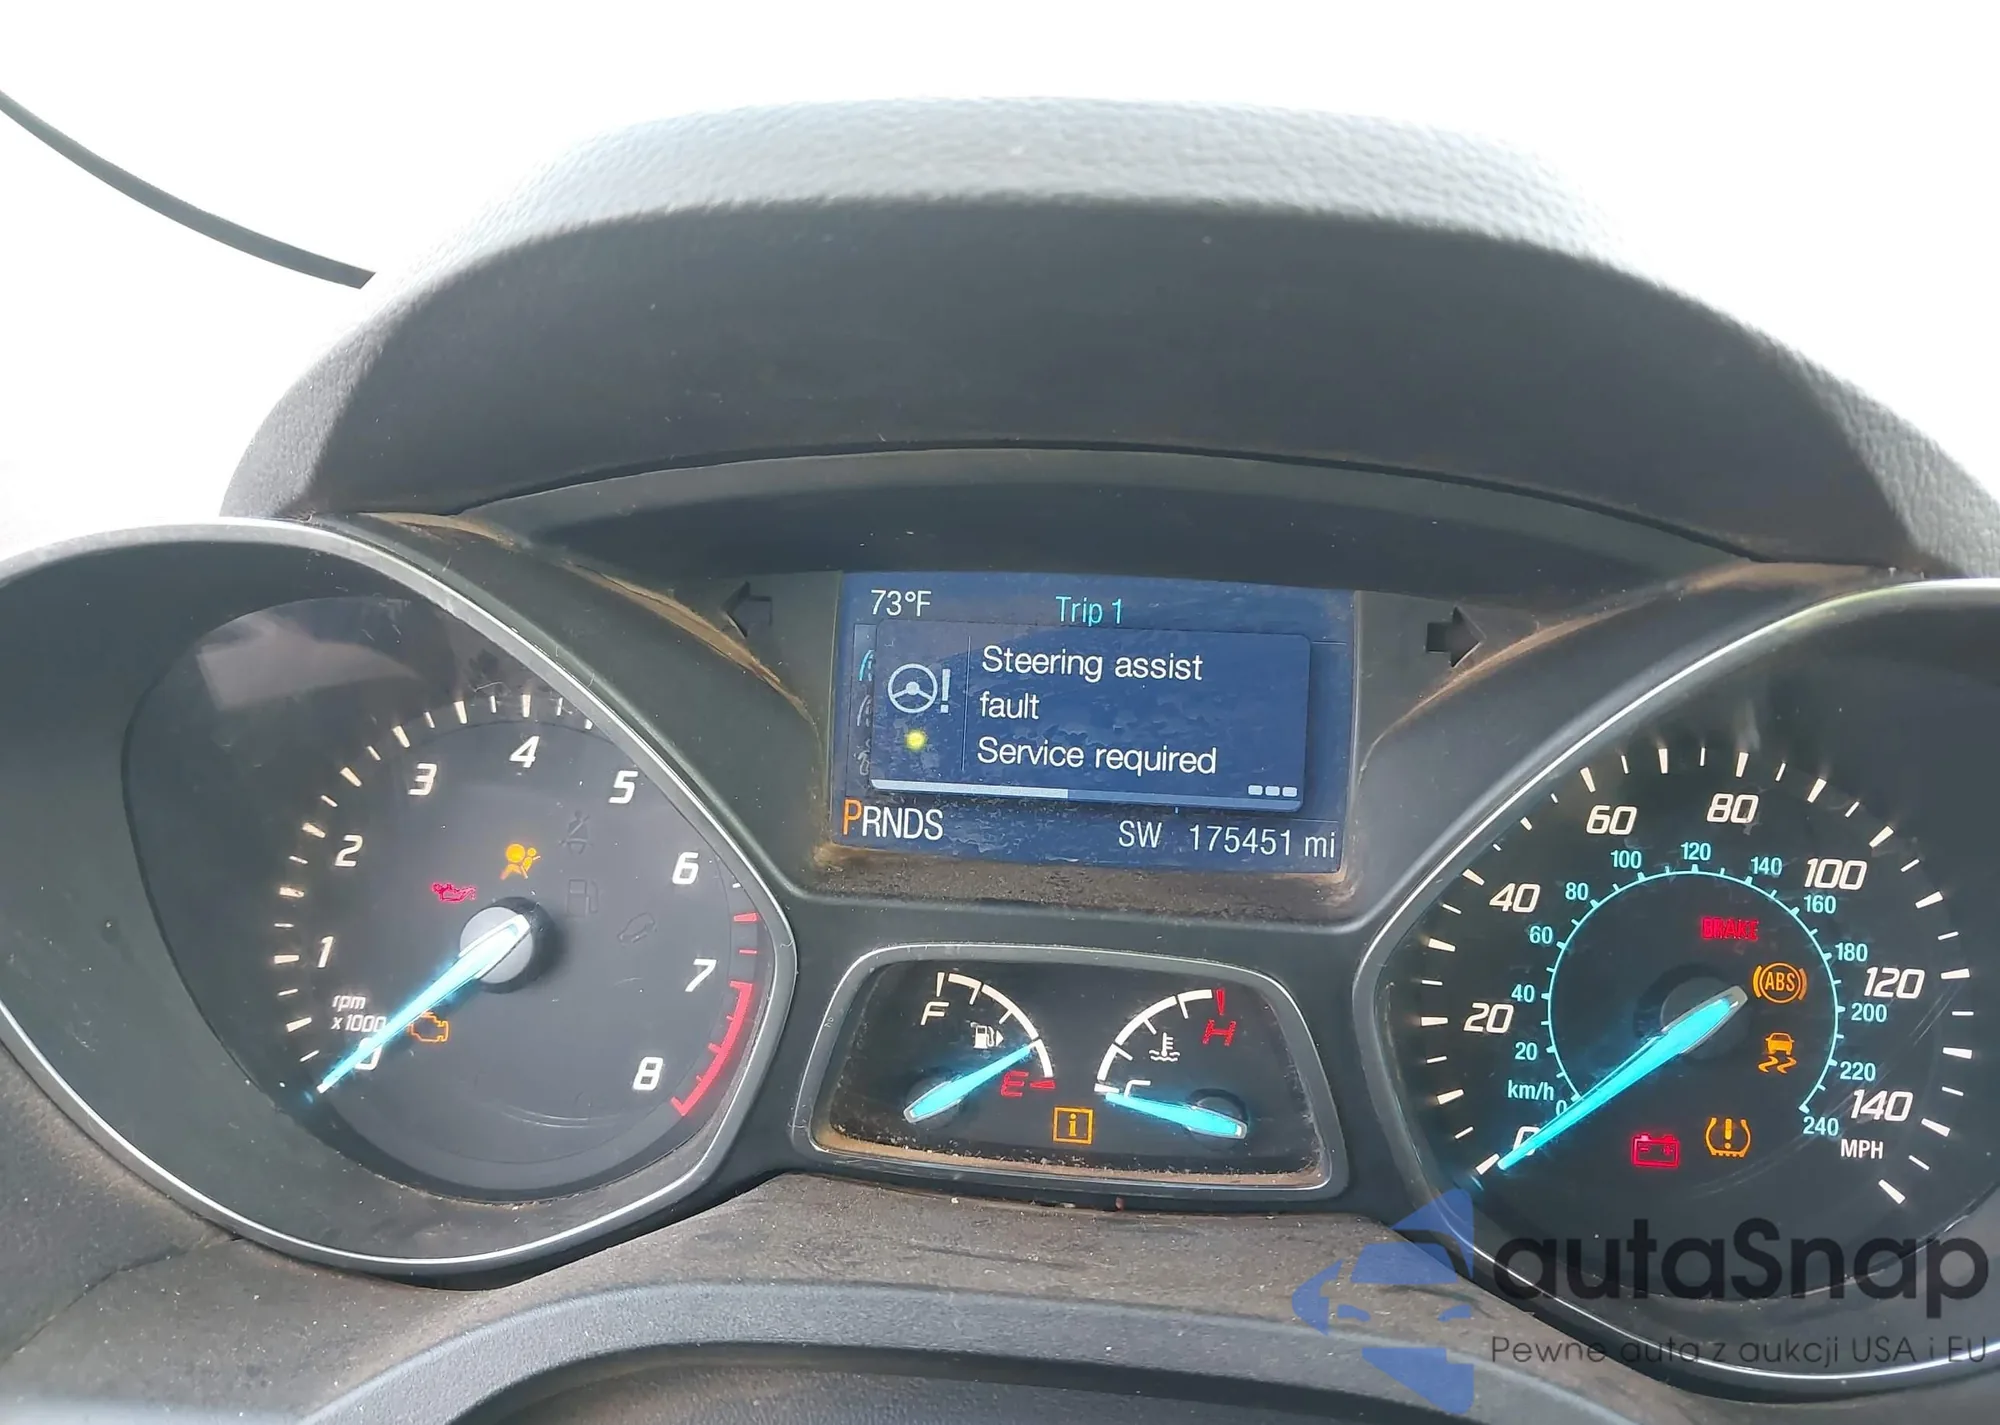 73°F
Trip 1
Steering assist
fault
Service required
PRNDS
SW 175451 mi
1
2
3
4
5
6
7
8
0
rpm
x1000
F
E
H
C
i
0
20
40
60
80
100
120
140
MPH
0
20
40
60
80
100
120
140
160
180
200
220
240
km/h
BRAKE
ABS
autaSnap
Pewne auta z aukcji USA i EU